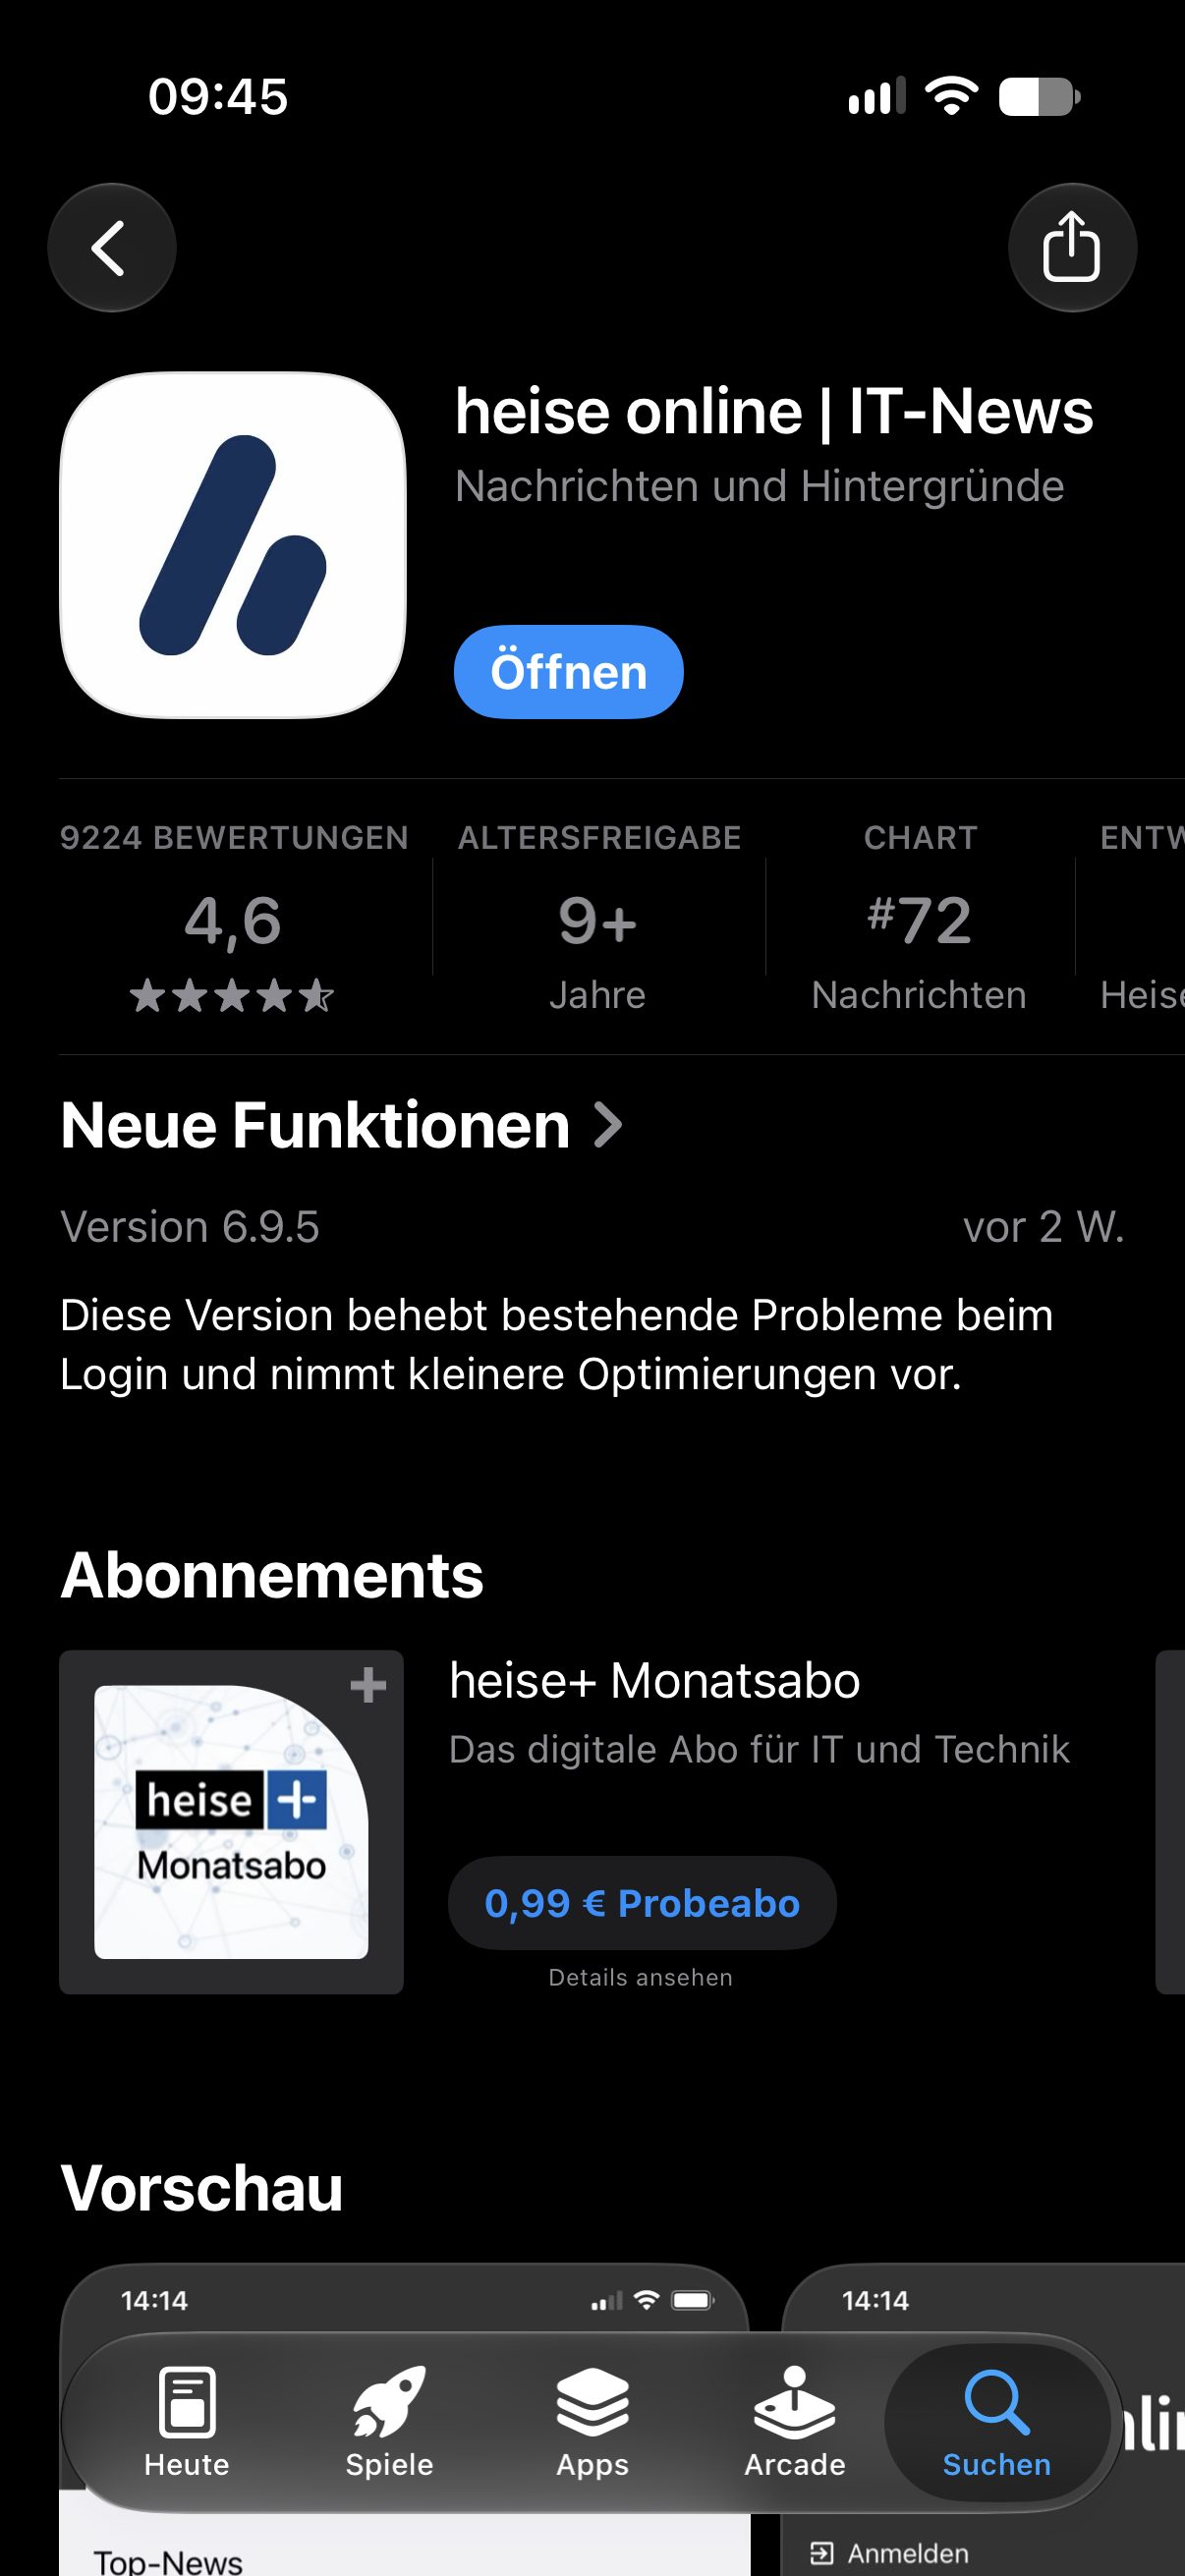 09:45
heise online | IT-News
Nachrichten und Hintergründe
Öffnen
9224 BEWERTUNGEN
4,6
ALTERSFREIGABE
9+
Jahre
CHART
#72
Nachrichten
Neue Funktionen
Version 6.9.5
vor 2 W.
Diese Version behebt bestehende Probleme beim
Login und nimmt kleinere Optimierungen vor.
Abonnements
heise +
Monatsabo
heise+ Monatsabo
Das digitale Abo für IT und Technik
0,99 € Probeabo
Details ansehen
Vorschau
14:14
14:14
Heute
Spiele
Apps
Arcade
Suchen
Top-News
Anmelden